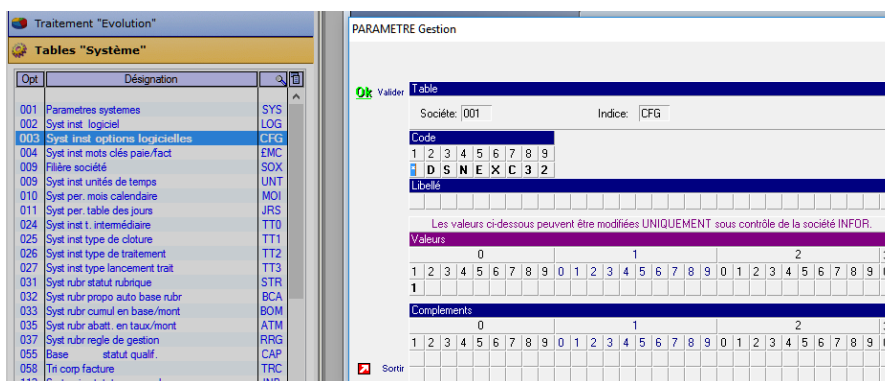 Traitement "Evolution"
Tables "Système"
Opt Désignation
001 Parametres systemes SYS
002 Syst inst logiciel LOG
003 Syst inst options logicielles CFG
004 Syst inst mots clés paie/fact £MC
009 Filière société SOX
009 Syst inst unités de temps UNT
010 Syst per. mois calendaire MOI
011 Syst per. table des jours JRS
024 Syst inst t. intermédiaire TT0
025 Syst inst type de cloture TT1
026 Syst inst type de traitement TT2
027 Syst inst type lancement trait TT3
031 Syst rubr statut rubrique STR
032 Syst rubr propo auto base rubr BCA
033 Syst rubr cumul en base/mont BOM
035 Syst rubr abatt. en taux/mont ATM
037 Syst rubr regle de gestion RRG
055 Base statut qualif. CAP
058 Tri corp facture TRC
PARAMETRE Gestion
Ok Valider
Table
Société: 001 Indice: CFG
Code
1 2 3 4 5 6 7 8 9
* D S N E X C 3 2
Libellé
Les valeurs ci-dessous peuvent être modifiées UNIQUEMENT sous contrôle de la société INFOR.
Valeurs
0 1 2
1 2 3 4 5 6 7 8 9 0 1 2 3 4 5 6 7 8 9 0 1 2 3 4 5 6 7 8 9
1
Complements
0 1 2
1 2 3 4 5 6 7 8 9 0 1 2 3 4 5 6 7 8 9 0 1 2 3 4 5 6 7 8 9
Sortir